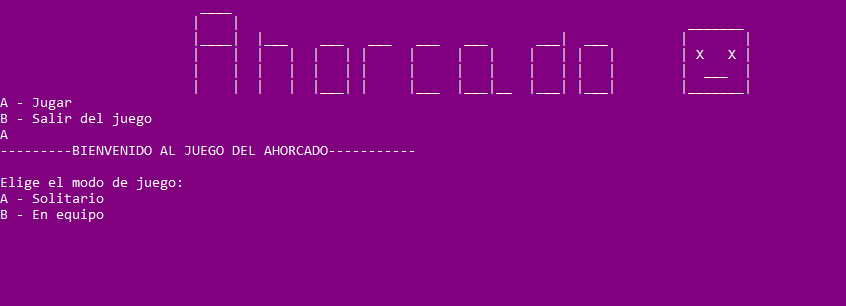 Ahorcado
X X
A - Jugar
B - Salir del juego
A
---------BIENVENIDO AL JUEGO DEL AHORCADO-----------
Elige el modo de juego:
A - Solitario
B - En equipo